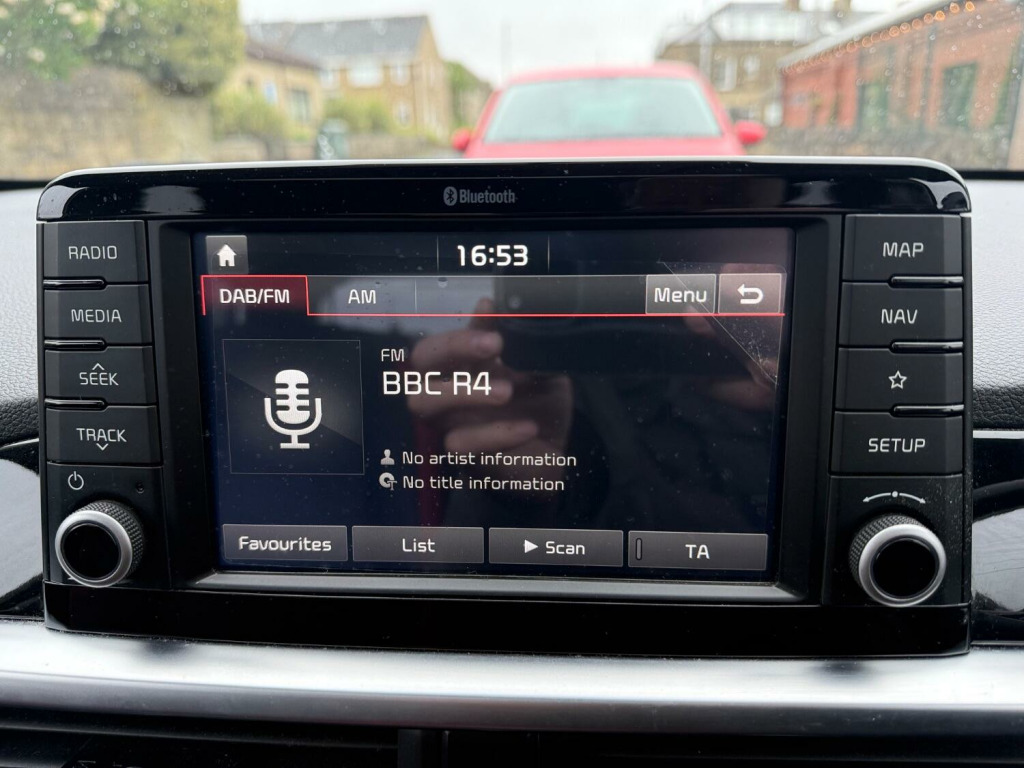 Bluetooth
RADIO
MEDIA
SEEK
TRACK
16:53
DAB/FM AM Menu
FM
BBC R4
No artist information
No title information
Favourites List Scan TA
MAP
NAV
SETUP